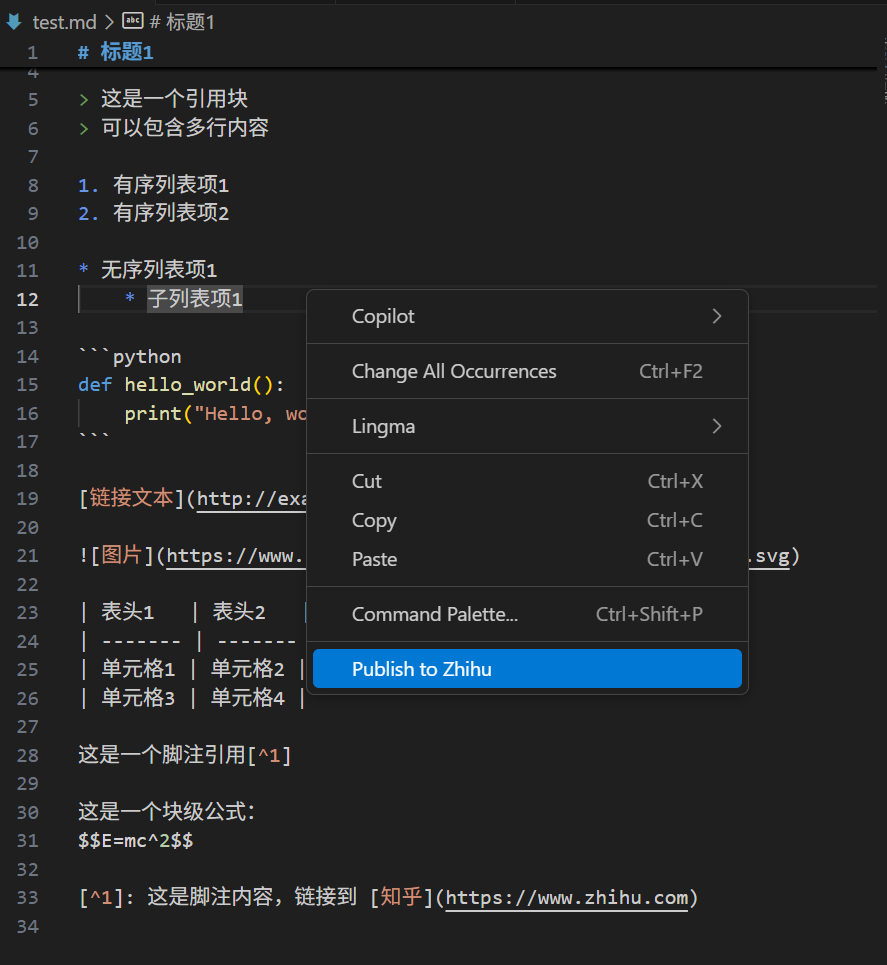 test.md > abc # 标题1
1 # 标题1
4
5 > 这是一个引用块
6 > 可以包含多行内容
7
8 1. 有序列表项1
9 2. 有序列表项2
10
11 * 无序列表项1
12 * 子列表项1
Copilot
13
14 ```python
Change All Occurrences Ctrl+F2
15 def hello_world():
16 print("Hello, wo
Lingma
17 ```
18
Cut Ctrl+X
19 [链接文本](http://exa
20
Copy Ctrl+C
21 ![图片](https://www. .svg)
Paste Ctrl+V
22
23 | 表头1 | 表头2 |
Command Palette... Ctrl+Shift+P
24 | ------- | -------
25 | 单元格1 | 单元格2 |
Publish to Zhihu
26 | 单元格3 | 单元格4 |
27
28 这是一个脚注引用[^1]
29
30 这是一个块级公式：
31 $$E=mc^2$$
32
33 [^1]: 这是脚注内容，链接到 [知乎](https://www.zhihu.com)
34